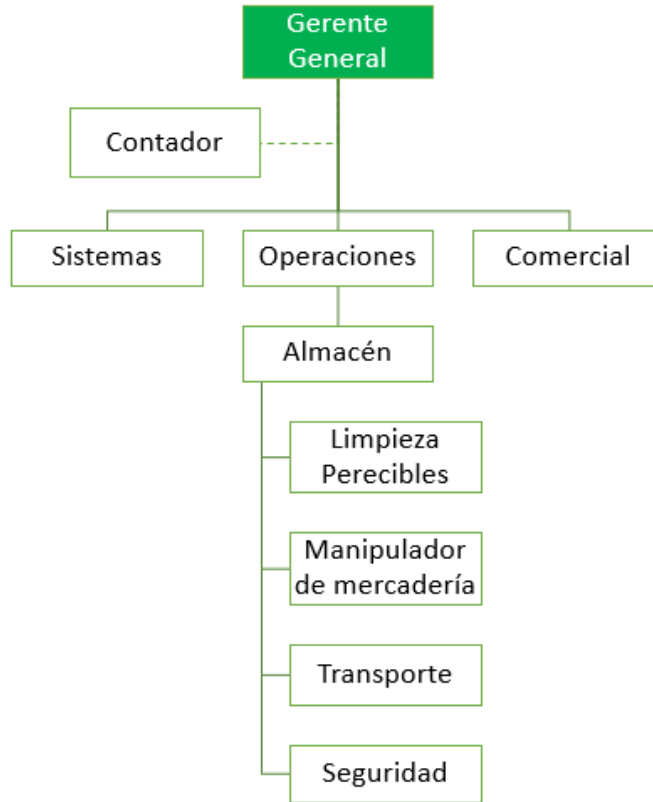 Gerente
General
Contador
Sistemas
Operaciones
Comercial
Almacén
Limpieza
Perecibles
Manipulador
de mercadería
Transporte
Seguridad